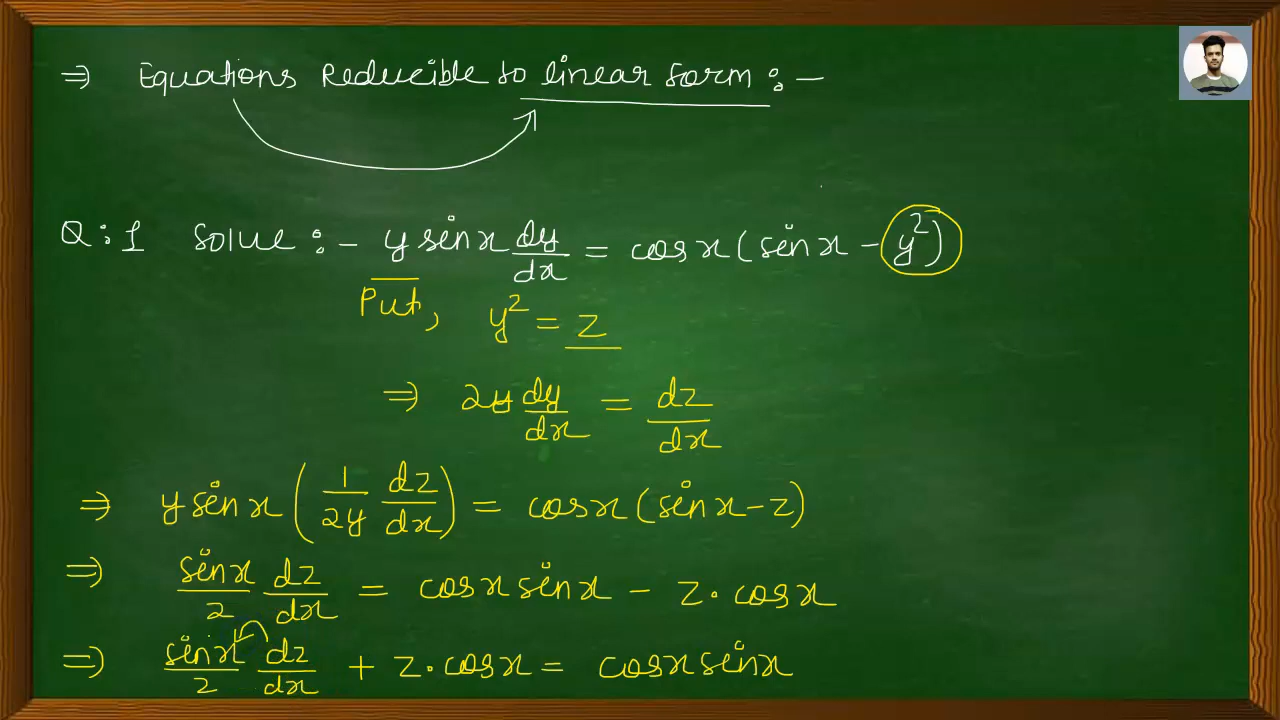 ⇒ Equations Reducible to linear form :-
Q:1 Solve :- y sin x dy/dx = cos x (sin x - y²)
Put, y² = z
⇒ 2y dy/dx = dz/dx
⇒ y sin x (1/2y dz/dx) = cos x (sin x - z)
⇒ sin x/2 dz/dx = cos x sin x - z · cos x
⇒ sin x/2 dz/dx + z · cos x = cos x sin x